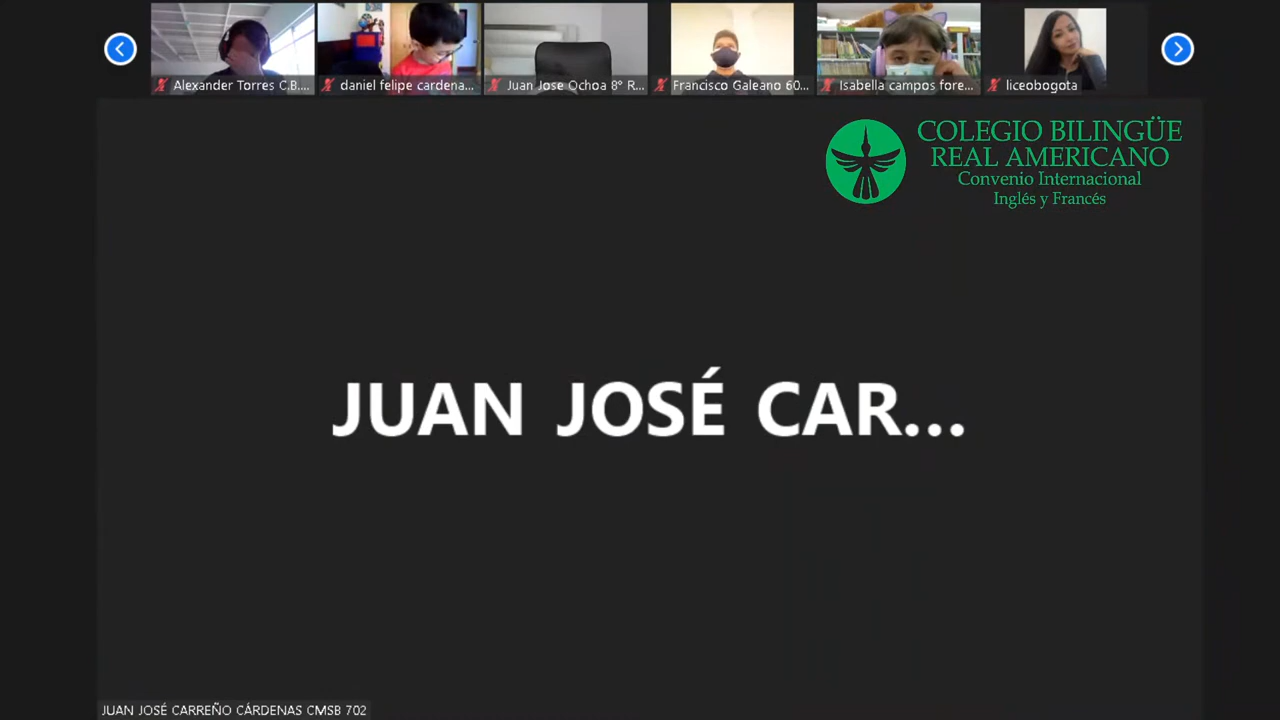 Alexander Torres C.B....
daniel felipe cardena...
Juan Jose Ochoa 8° R...
Francisco Galeano 60...
Isabella campos fore...
liceobogota
COLEGIO BILINGÜE
REAL AMERICANO
Convenio Internacional
Inglés y Francés
JUAN JOSÉ CAR...
JUAN JOSÉ CARREÑO CÁRDENAS CMSB 702